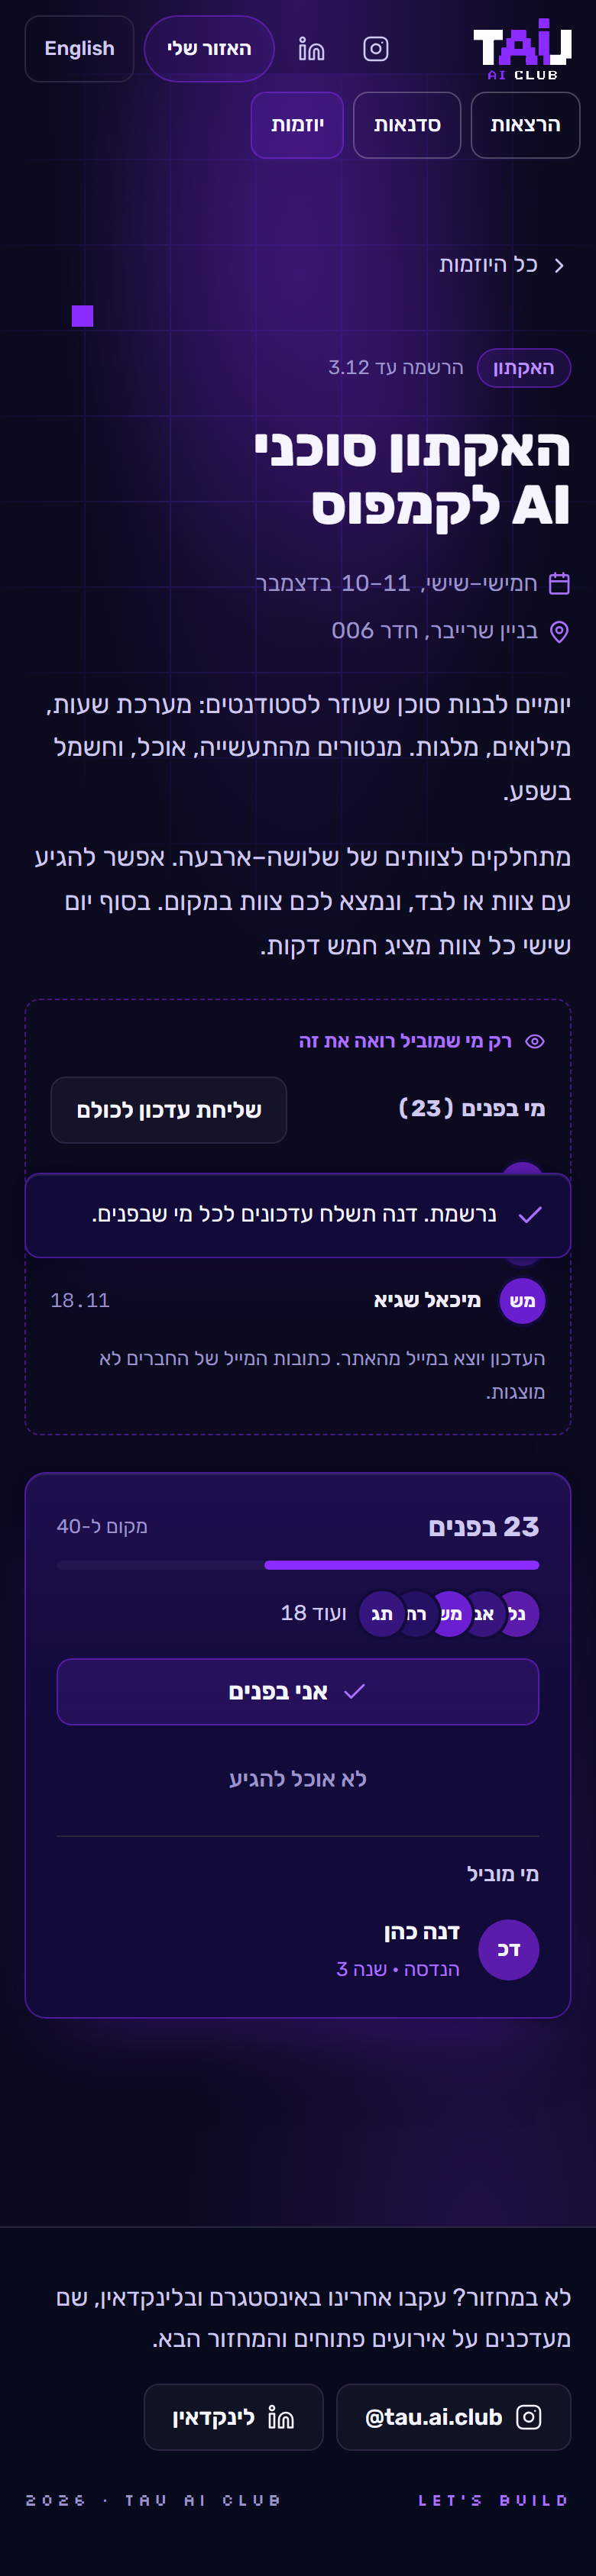 TAU
AI CLUB
האזור שלי
English
הרצאות
סדנאות
יוזמות
כל היוזמות
האקתון
הרשמה עד 3.12
האקתון סוכני
AI לקמפוס
חמישי–שישי, 10–11 בדצמבר
בניין שרייבר, חדר 006
יומיים לבנות סוכן שעוזר לסטודנטים: מערכת שעות,
מילואים, מלגות. מנטורים מהתעשייה, אוכל, וחשמל
בשפע.
מתחלקים לצוותים של שלושה–ארבעה. אפשר להגיע
עם צוות או לבד, ונמצא לכם צוות במקום. בסוף יום
שישי כל צוות מציג חמש דקות.
רק מי שמוביל רואה את זה
מי בפנים (23)
שליחת עדכון לכולם
נרשמת. דנה תשלח עדכונים לכל מי שבפנים.
מש
מיכאל שגיא
18.11
העדכון יוצא במייל מהאתר. כתובות המייל של החברים לא
מוצגות.
23 בפנים
מקום ל-40
נל
אנ
מש
רח
תג
ועוד 18
אני בפנים
לא אוכל להגיע
מי מוביל
דכ
דנה כהן
הנדסה • שנה 3
לא במחזור? עקבו אחרינו באינסטגרם ובלינקדאין, שם
מעדכנים על אירועים פתוחים והמחזור הבא.
@tau.ai.club
לינקדאין
LET'S BUILD
2026 · TAU AI CLUB